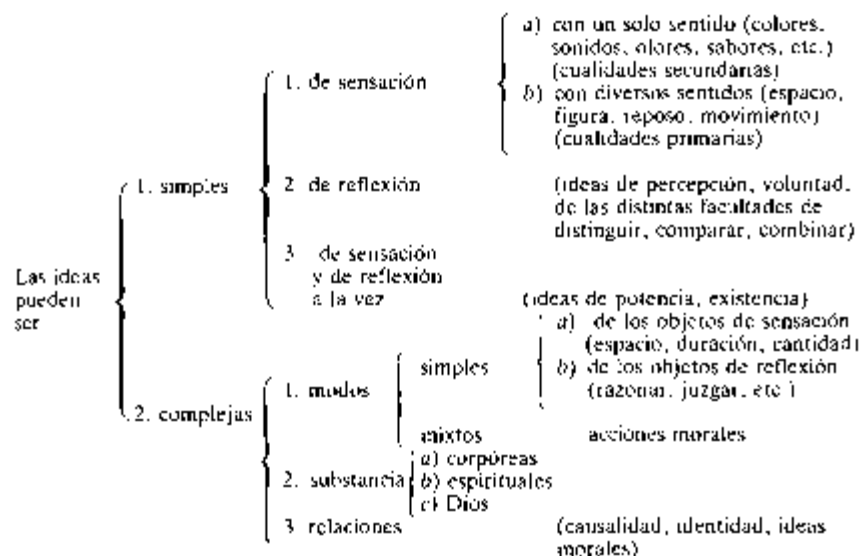 a) con un solo sentido (colores,
sonidos, olores, sabores, etc.)
(cualidades secundarias)
1. de sensación
b) con diversos sentidos (espacio,
figura, reposo, movimiento)
(cualidades primarias)
1. simples
2 de reflexión
(ideas de percepción, voluntad,
de las distintas facultades de
distinguir, comparar, combinar)
3 de sensación
y de reflexión
a la vez
(ideas de potencia, existencia)
Las ideas
pueden
ser
a) de los objetos de sensación
(espacio, duración, cantidad)
simples
b) de los objetos de reflexión
(razonar, juzgar, etc.)
1. modos
2. complejas
mixtos
acciones morales
a) corpóreas
2. substancia
b) espirituales
c) Dios
3 relaciones
(causalidad, identidad, ideas
morales)